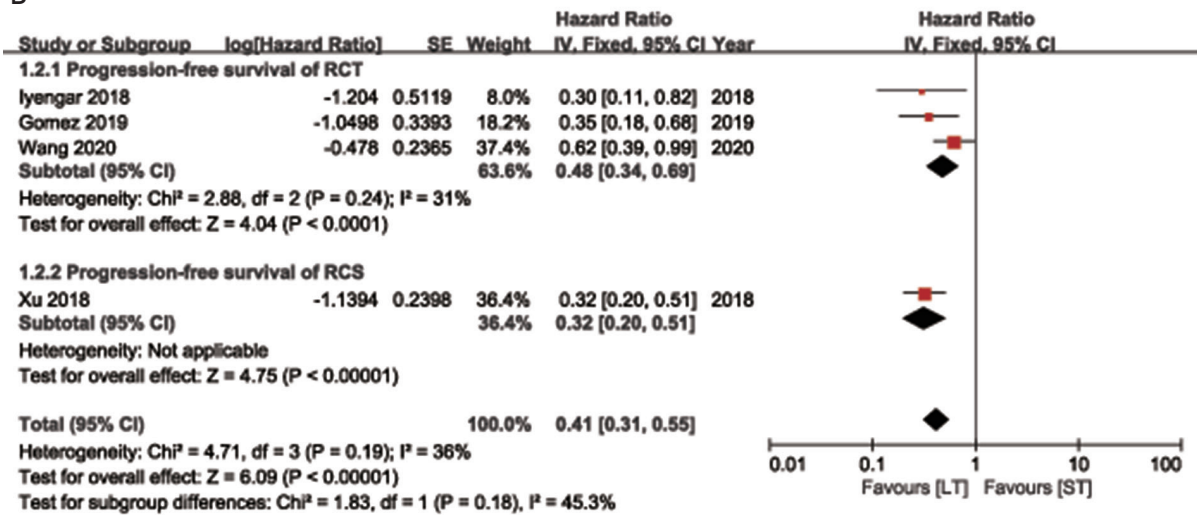 Hazard Ratio Hazard Ratio
Study or Subgroup log[Hazard Ratio] SE Weight IV, Fixed, 95% CI Year IV, Fixed, 95% CI
1.2.1 Progression-free survival of RCT
Iyengar 2018 -1.204 0.5119 8.0% 0.30 [0.11, 0.82] 2018
Gomez 2019 -1.0498 0.3393 18.2% 0.35 [0.18, 0.68] 2019
Wang 2020 -0.478 0.2365 37.4% 0.62 [0.39, 0.99] 2020
Subtotal (95% CI) 63.6% 0.48 [0.34, 0.69]
Heterogeneity: Chi² = 2.88, df = 2 (P = 0.24); I² = 31%
Test for overall effect: Z = 4.04 (P < 0.0001)
1.2.2 Progression-free survival of RCS
Xu 2018 -1.1394 0.2398 36.4% 0.32 [0.20, 0.51] 2018
Subtotal (95% CI) 36.4% 0.32 [0.20, 0.51]
Heterogeneity: Not applicable
Test for overall effect: Z = 4.75 (P < 0.00001)
Total (95% CI) 100.0% 0.41 [0.31, 0.55]
Heterogeneity: Chi² = 4.71, df = 3 (P = 0.19); I² = 36%
Test for overall effect: Z = 6.09 (P < 0.00001)
Test for subgroup differences: Chi² = 1.83, df = 1 (P = 0.18), I² = 45.3%
0.01 0.1 1 10 100
Favours [LT] Favours [ST]